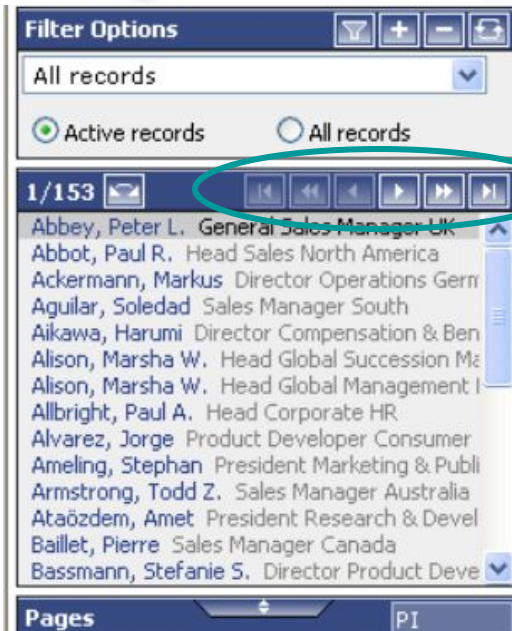 Filter Options
All records
Active records All records
1/153
Abbey, Peter L. General Sales Manager UK
Abbot, Paul R. Head Sales North America
Ackermann, Markus Director Operations Germ
Aguilar, Soledad Sales Manager South
Aikawa, Harumi Director Compensation & Ben
Alison, Marsha W. Head Global Succession Ma
Alison, Marsha W. Head Global Management I
Allbright, Paul A. Head Corporate HR
Alvarez, Jorge Product Developer Consumer
Ameling, Stephan President Marketing & Publi
Armstrong, Todd Z. Sales Manager Australia
Ataözdem, Amet President Research & Devel
Baillet, Pierre Sales Manager Canada
Bassmann, Stefanie S. Director Product Deve
Pages PI